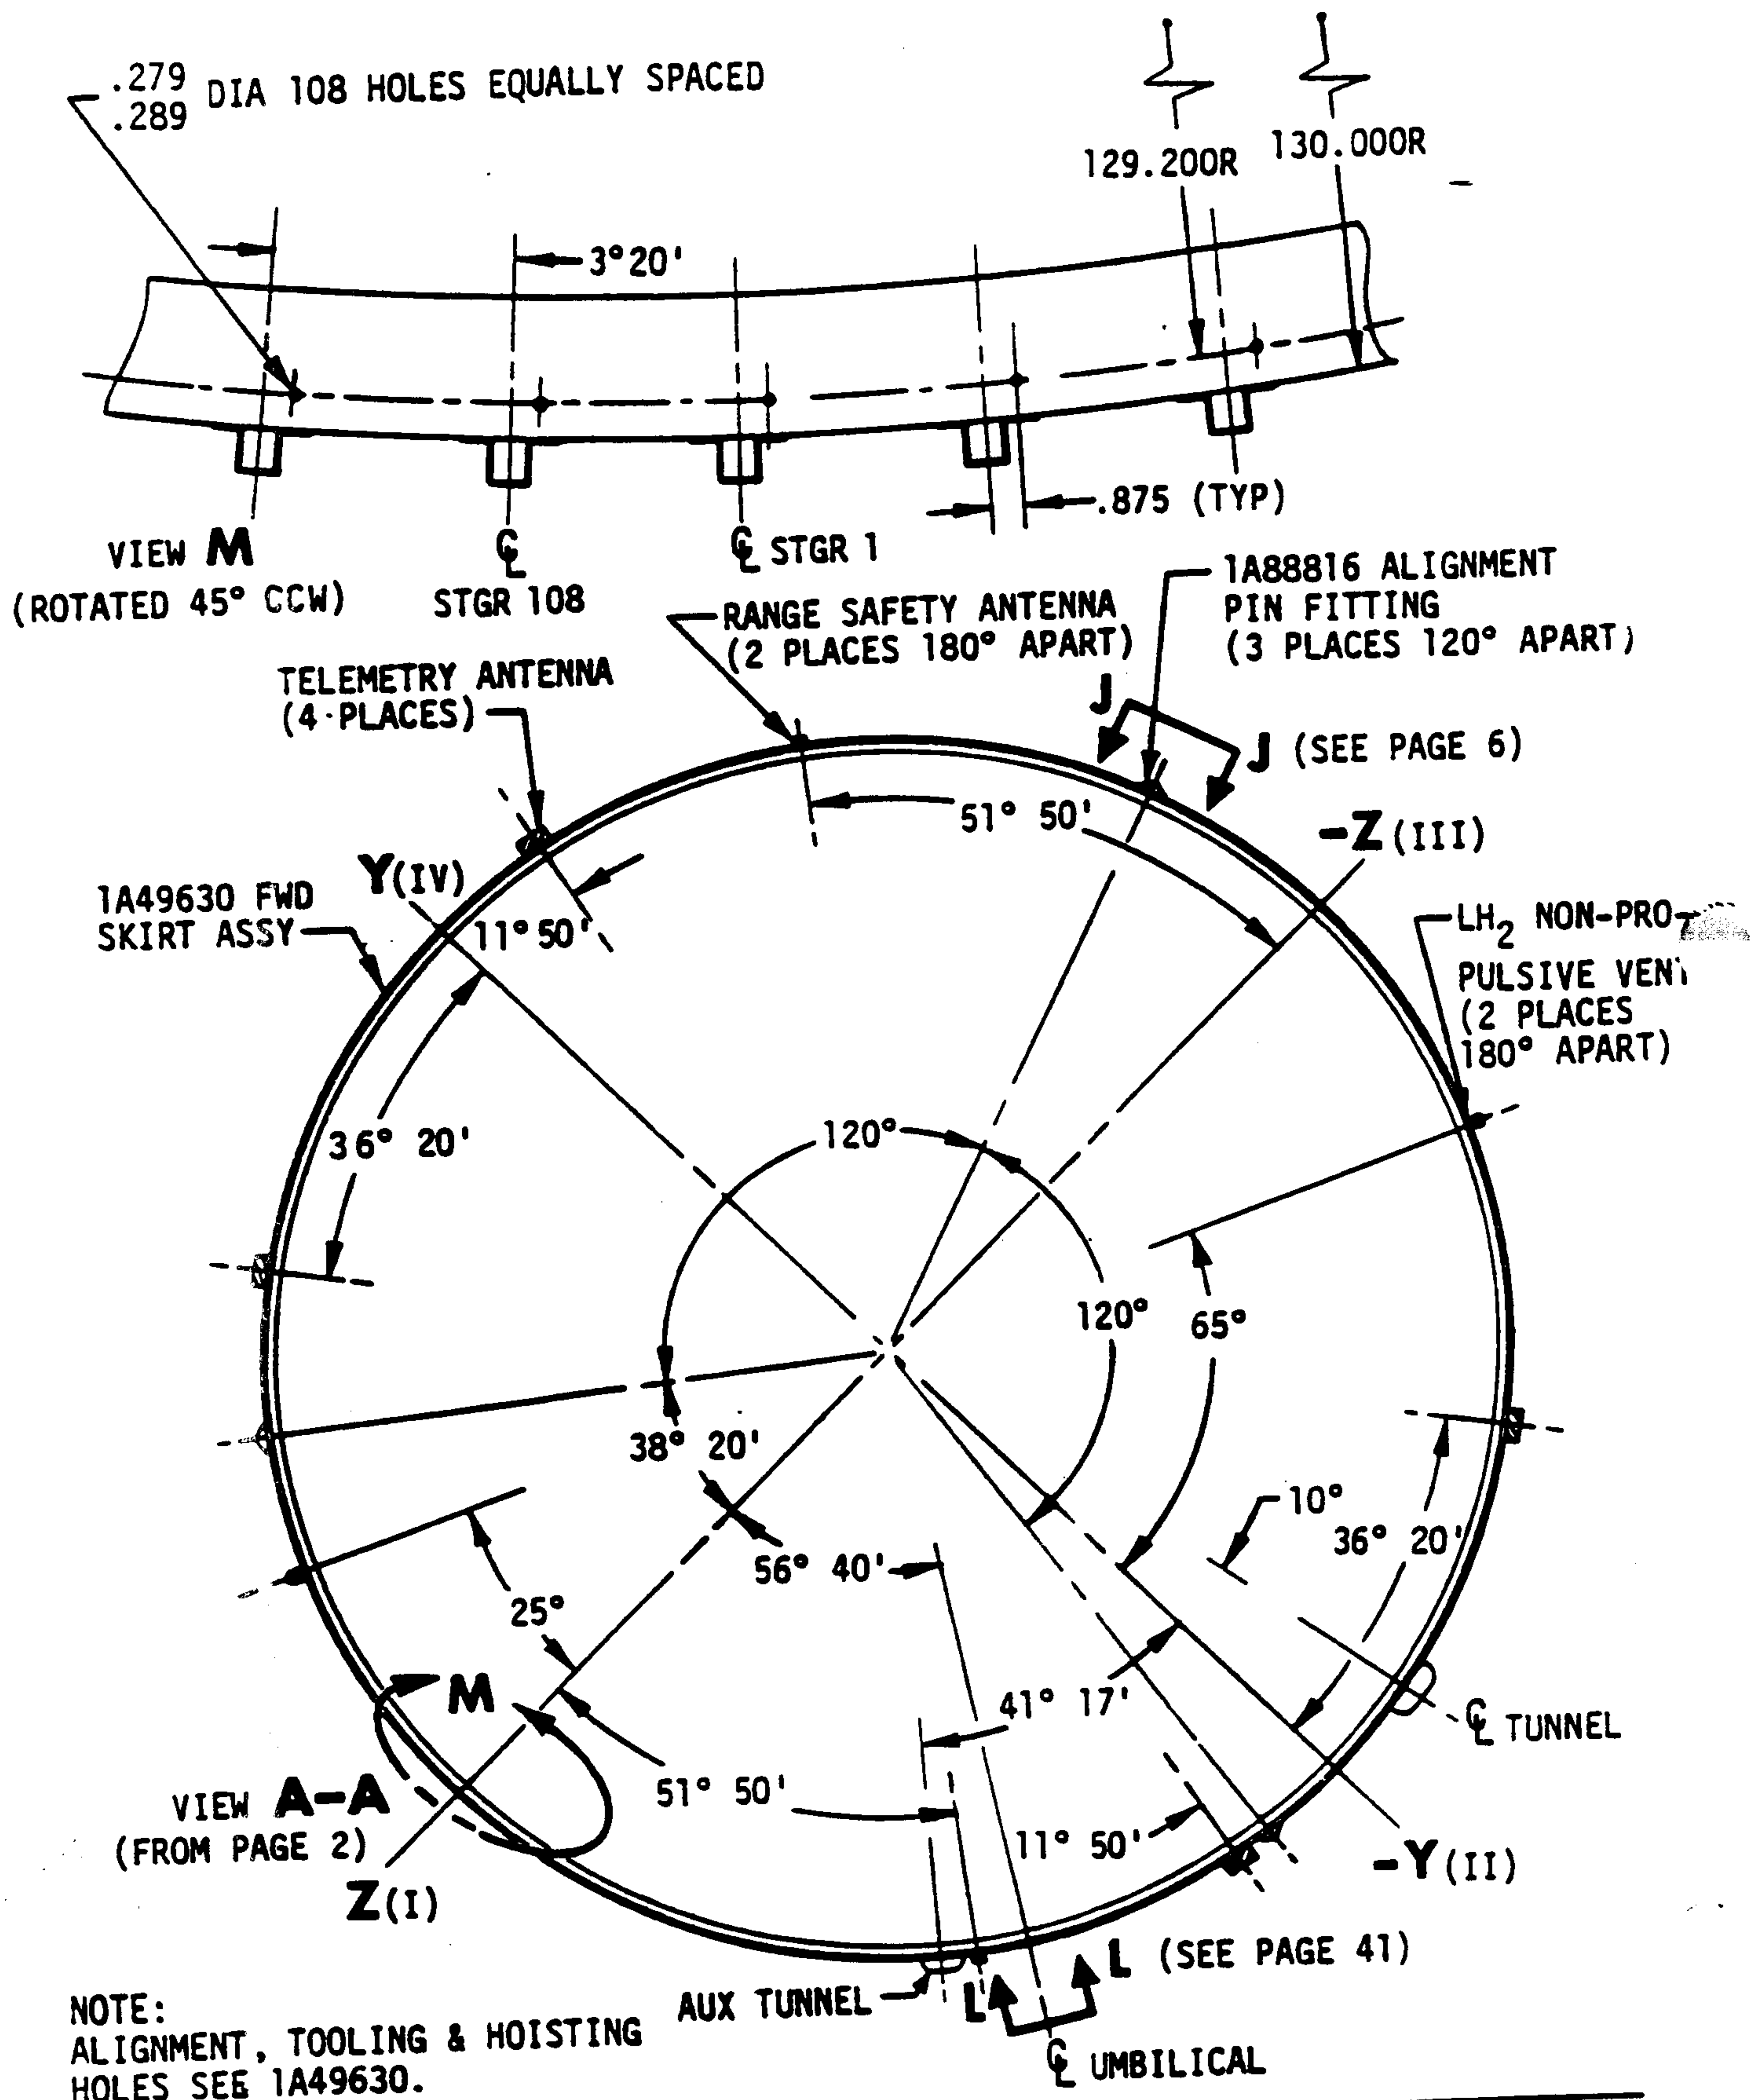 .279
.289 DIA 108 HOLES EQUALLY SPACED
129.200R 130.000R
3°20'
.875 (TYP)
VIEW M
(ROTATED 45° CCW)
℄
STGR 108
℄ STGR 1
1A88816 ALIGNMENT
PIN FITTING
(3 PLACES 120° APART)
RANGE SAFETY ANTENNA
(2 PLACES 180° APART)
TELEMETRY ANTENNA
(4 PLACES)
J
J (SEE PAGE 6)
51° 50'
-Z (III)
Y(IV)
1A49630 FWD
SKIRT ASSY
11° 50'
LH2 NON-PRO-
PULSIVE VENT
(2 PLACES
180° APART)
36° 20'
120°
120°
65°
38° 20'
10°
36° 20'
56° 40'
25°
M
41° 17'
℄ TUNNEL
51° 50'
VIEW A-A
(FROM PAGE 2)
11° 50'
-Y(II)
Z(I)
L (SEE PAGE 41)
L
AUX TUNNEL
℄ UMBILICAL
NOTE:
ALIGNMENT, TOOLING & HOISTING
HOLES SEE 1A49630.